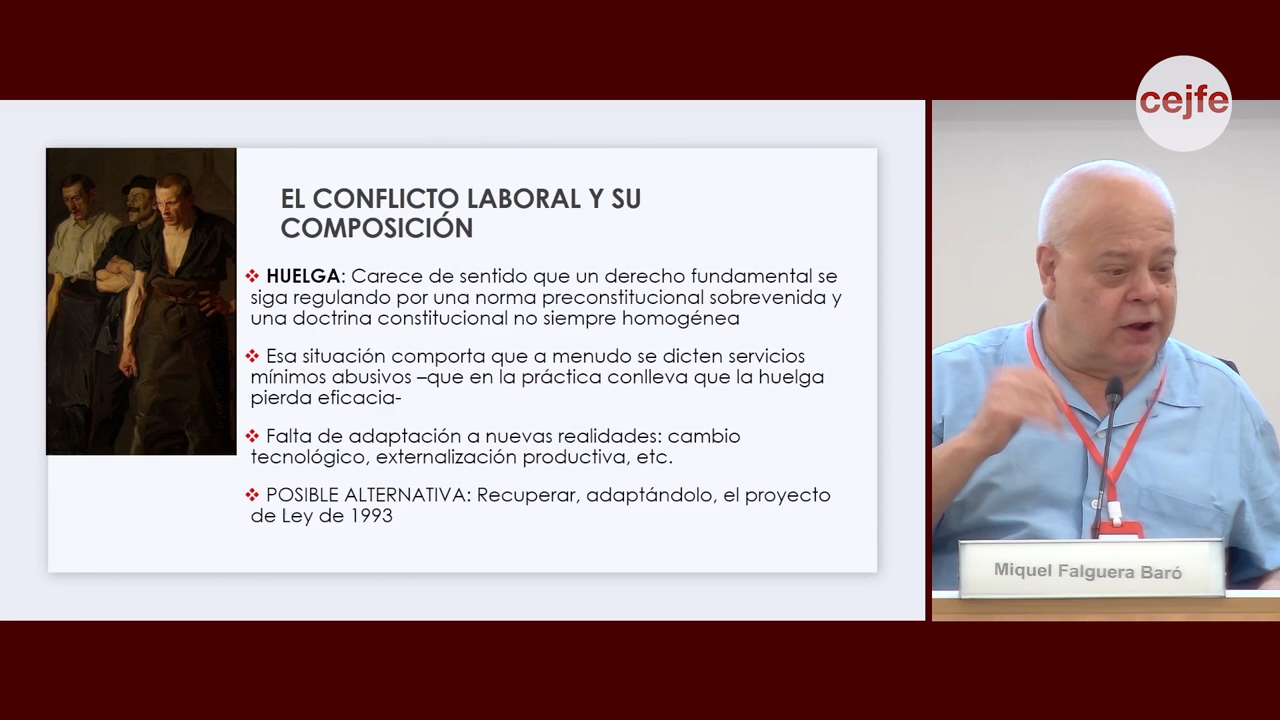 cejfe
EL CONFLICTO LABORAL Y SU
COMPOSICIÓN
❖ HUELGA: Carece de sentido que un derecho fundamental se
siga regulando por una norma preconstitucional sobrevenida y
una doctrina constitucional no siempre homogénea
❖ Esa situación comporta que a menudo se dicten servicios
mínimos abusivos –que en la práctica conlleva que la huelga
pierda eficacia-
❖ Falta de adaptación a nuevas realidades: cambio
tecnológico, externalización productiva, etc.
❖ POSIBLE ALTERNATIVA: Recuperar, adaptándolo, el proyecto
de Ley de 1993
Miquel Falguera Baró